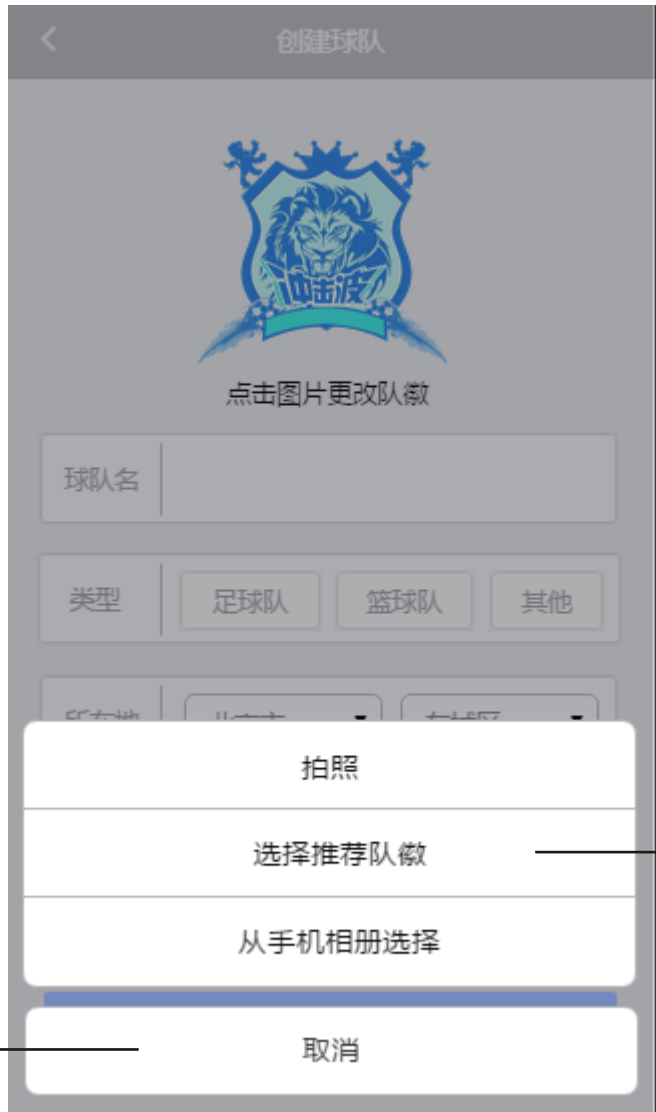 创建球队
冲击波
点击图片更改队徽
球队名
类型 足球队 篮球队 其他
拍照
选择推荐队徽
从手机相册选择
取消